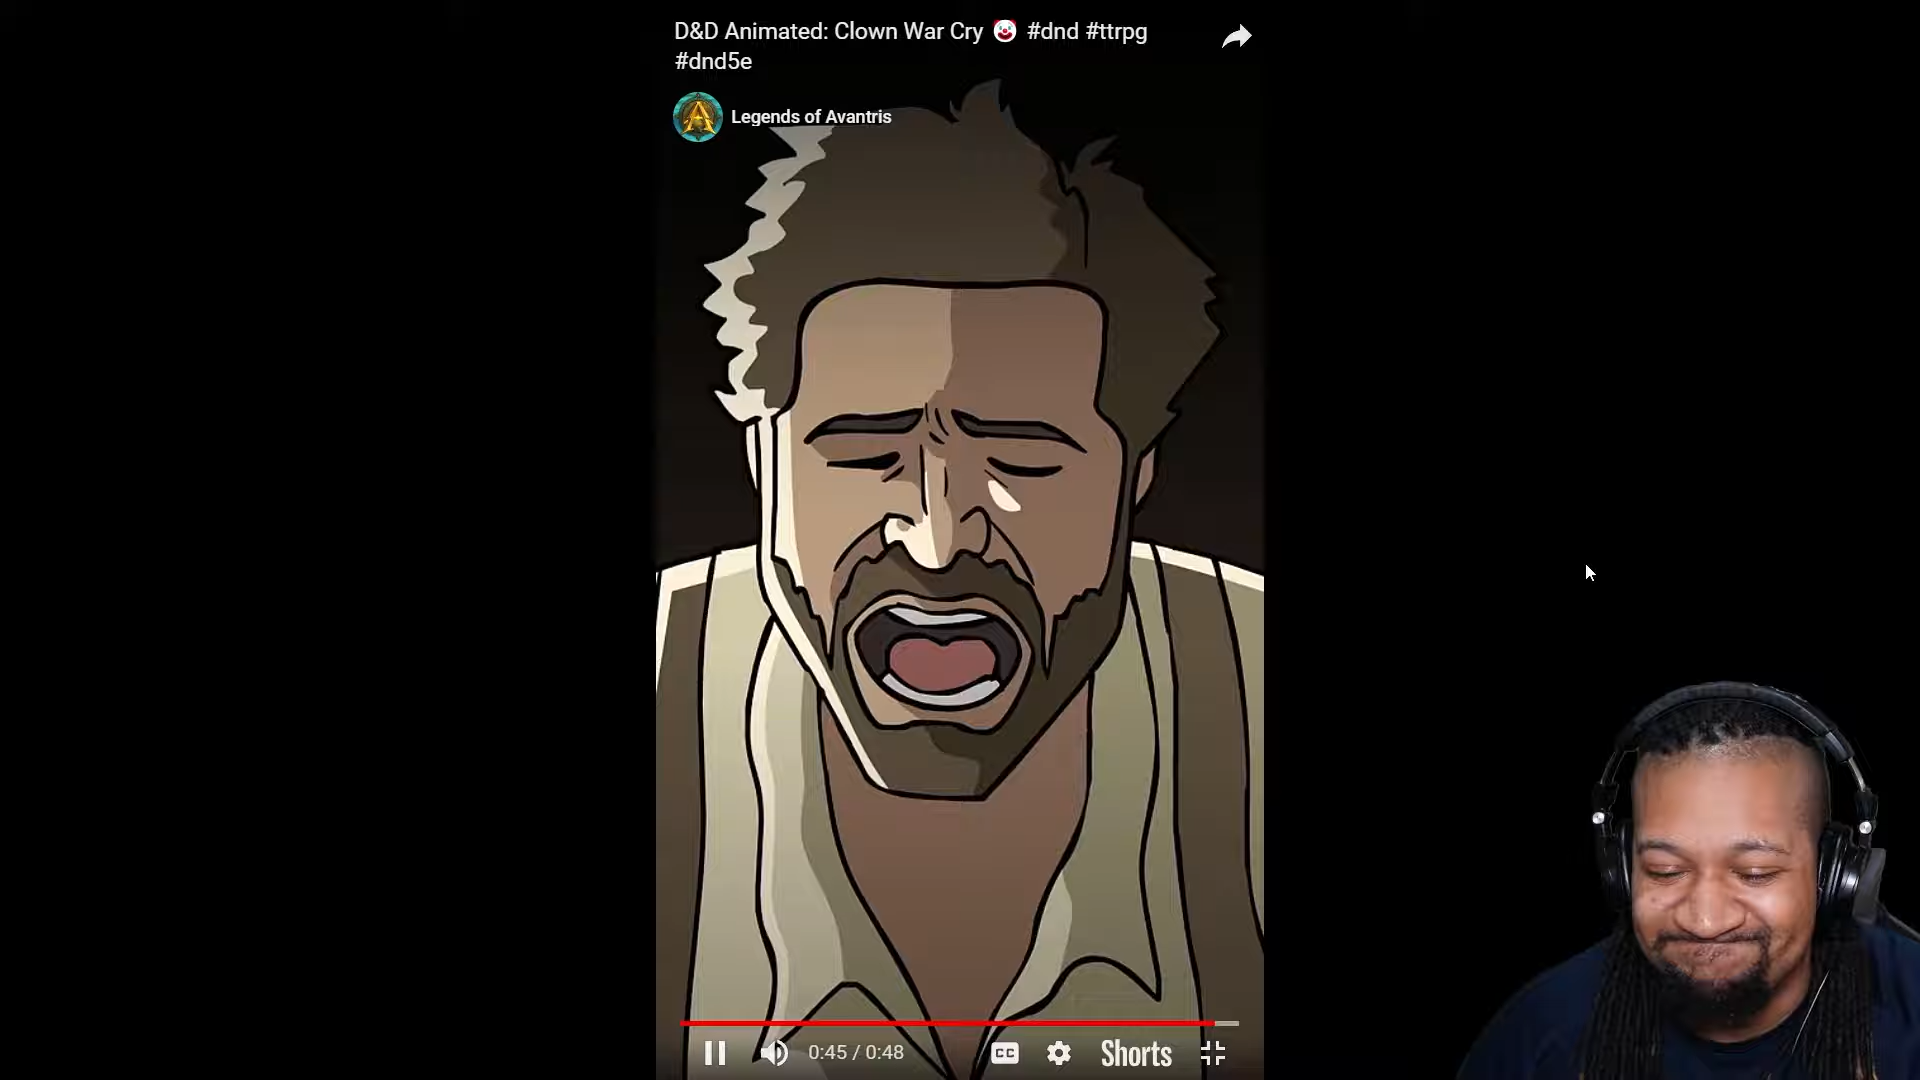 D&D Animated: Clown War Cry 🤡 #dnd #ttrpg
#dnd5e
Legends of Avantris
0:45 / 0:48
CC
Shorts